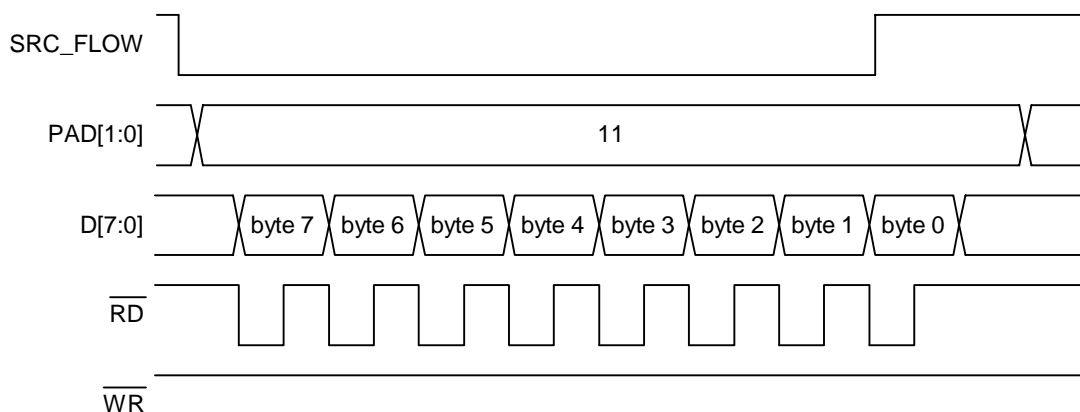 SRC_FLOW
PAD[1:0] 11
D[7:0] byte 7 byte 6 byte 5 byte 4 byte 3 byte 2 byte 1 byte 0
RD
WR